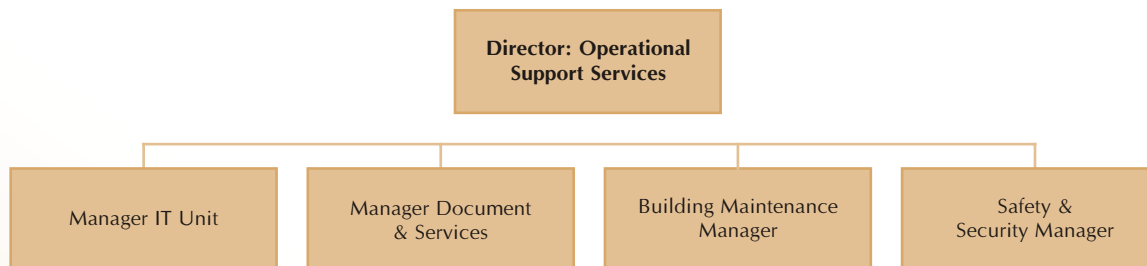 Director: Operational
Support Services
Manager IT Unit
Manager Document
& Services
Building Maintenance
Manager
Safety &
Security Manager